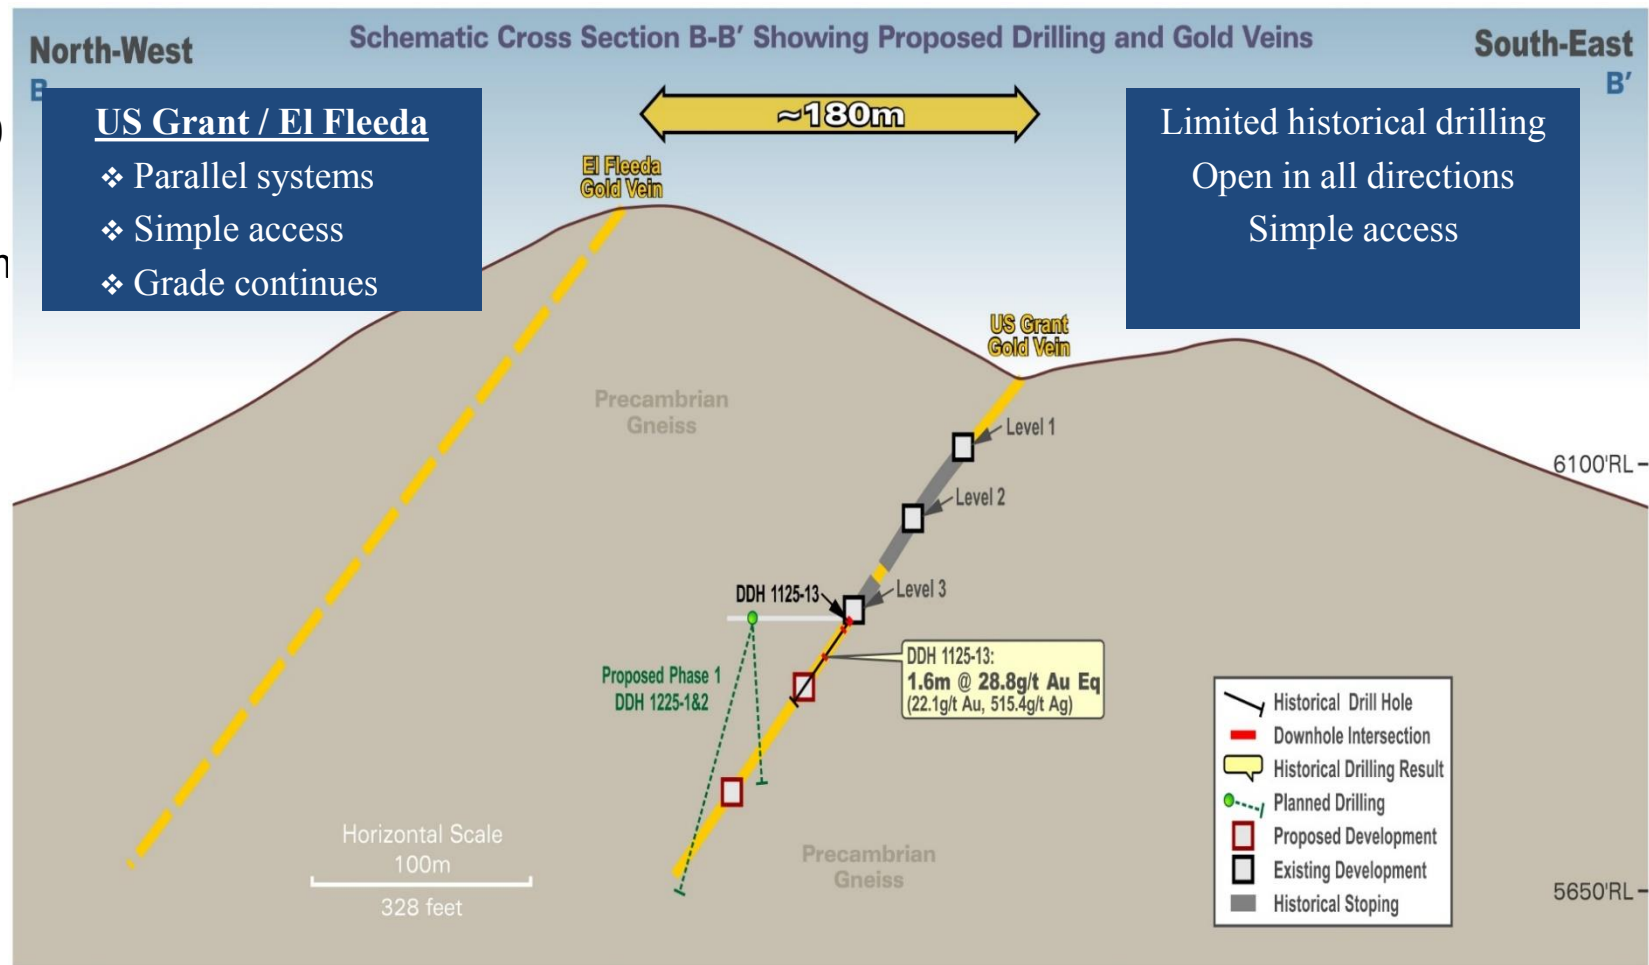 Schematic Cross Section B-B' Showing Proposed Drilling and Gold Veins
North-West
B
South-East
B'
US Grant / El Fleeda
❖ Parallel systems
❖ Simple access
❖ Grade continues
~180m
Limited historical drilling
Open in all directions
Simple access
El Fleeda
Gold Vein
US Grant
Gold Vein
Precambrian
Gneiss
Level 1
6100'RL
Level 2
Level 3
DDH 1125-13
Proposed Phase 1
DDH 1225-1&2
DDH 1125-13:
1.6m @ 28.8g/t Au Eq
(22.1g/t Au, 515.4g/t Ag)
Historical Drill Hole
Downhole Intersection
Historical Drilling Result
Planned Drilling
Proposed Development
Existing Development
Historical Stoping
Horizontal Scale
100m
328 feet
Precambrian
Gneiss
5650'RL